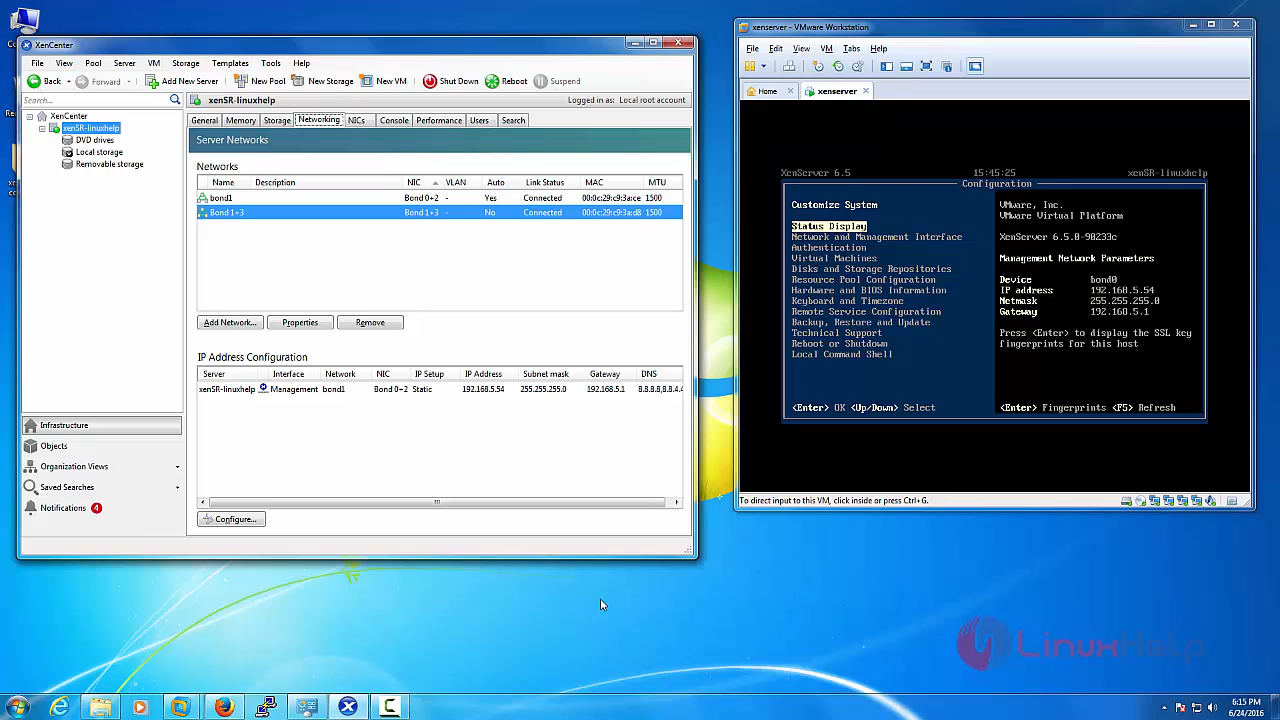 XenCenter
File View Pool Server VM Storage Templates Tools Help
Back Forward Add New Server New Pool New Storage New VM Shut Down Reboot Suspend
Search...
XenCenter
xenSR-linuxhelp
DVD drives
Local storage
Removable storage
Infrastructure
Objects
Organization Views
Saved Searches
Notifications 4
xenSR-linuxhelp Logged in as: Local root account
General Memory Storage Networking NICs Console Performance Users Search
Server Networks
Networks
Name Description NIC VLAN Auto Link Status MAC MTU
bond1 Bond 0+2 - Yes Connected 00:0c:29:c9:3a:ce 1500
Bond 1+3 Bond 1+3 - No Connected 00:0c:29:c9:3a:d8 1500
Add Network... Properties Remove
IP Address Configuration
Server Interface Network NIC IP Setup IP Address Subnet mask Gateway DNS
xenSR-linuxhelp Management bond1 Bond 0+2 Static 192.168.5.54 255.255.255.0 192.168.5.1 8.8.8.8,8.8.4.4
Configure...
xenserver - VMware Workstation
File Edit View VM Tabs Help
Home xenserver
XenServer 6.5 15:45:25 xenSR-linuxhelp
Configuration
Customize System
Status Display
Network and Management Interface
Authentication
Virtual Machines
Disks and Storage Repositories
Resource Pool Configuration
Hardware and BIOS Information
Keyboard and Timezone
Remote Service Configuration
Backup, Restore and Update
Technical Support
Reboot or Shutdown
Local Command Shell
<Enter> OK <Up/Down> Select
VMware, Inc.
VMware Virtual Platform
XenServer 6.5.0-90233c
Management Network Parameters
Device bond0
IP address 192.168.5.54
Netmask 255.255.255.0
Gateway 192.168.5.1
Press <Enter> to display the SSL key
fingerprints for this host
<Enter> Fingerprints <F5> Refresh
To direct input to this VM, click inside or press Ctrl+G.
LinuxHelp
6:15 PM
6/24/2016